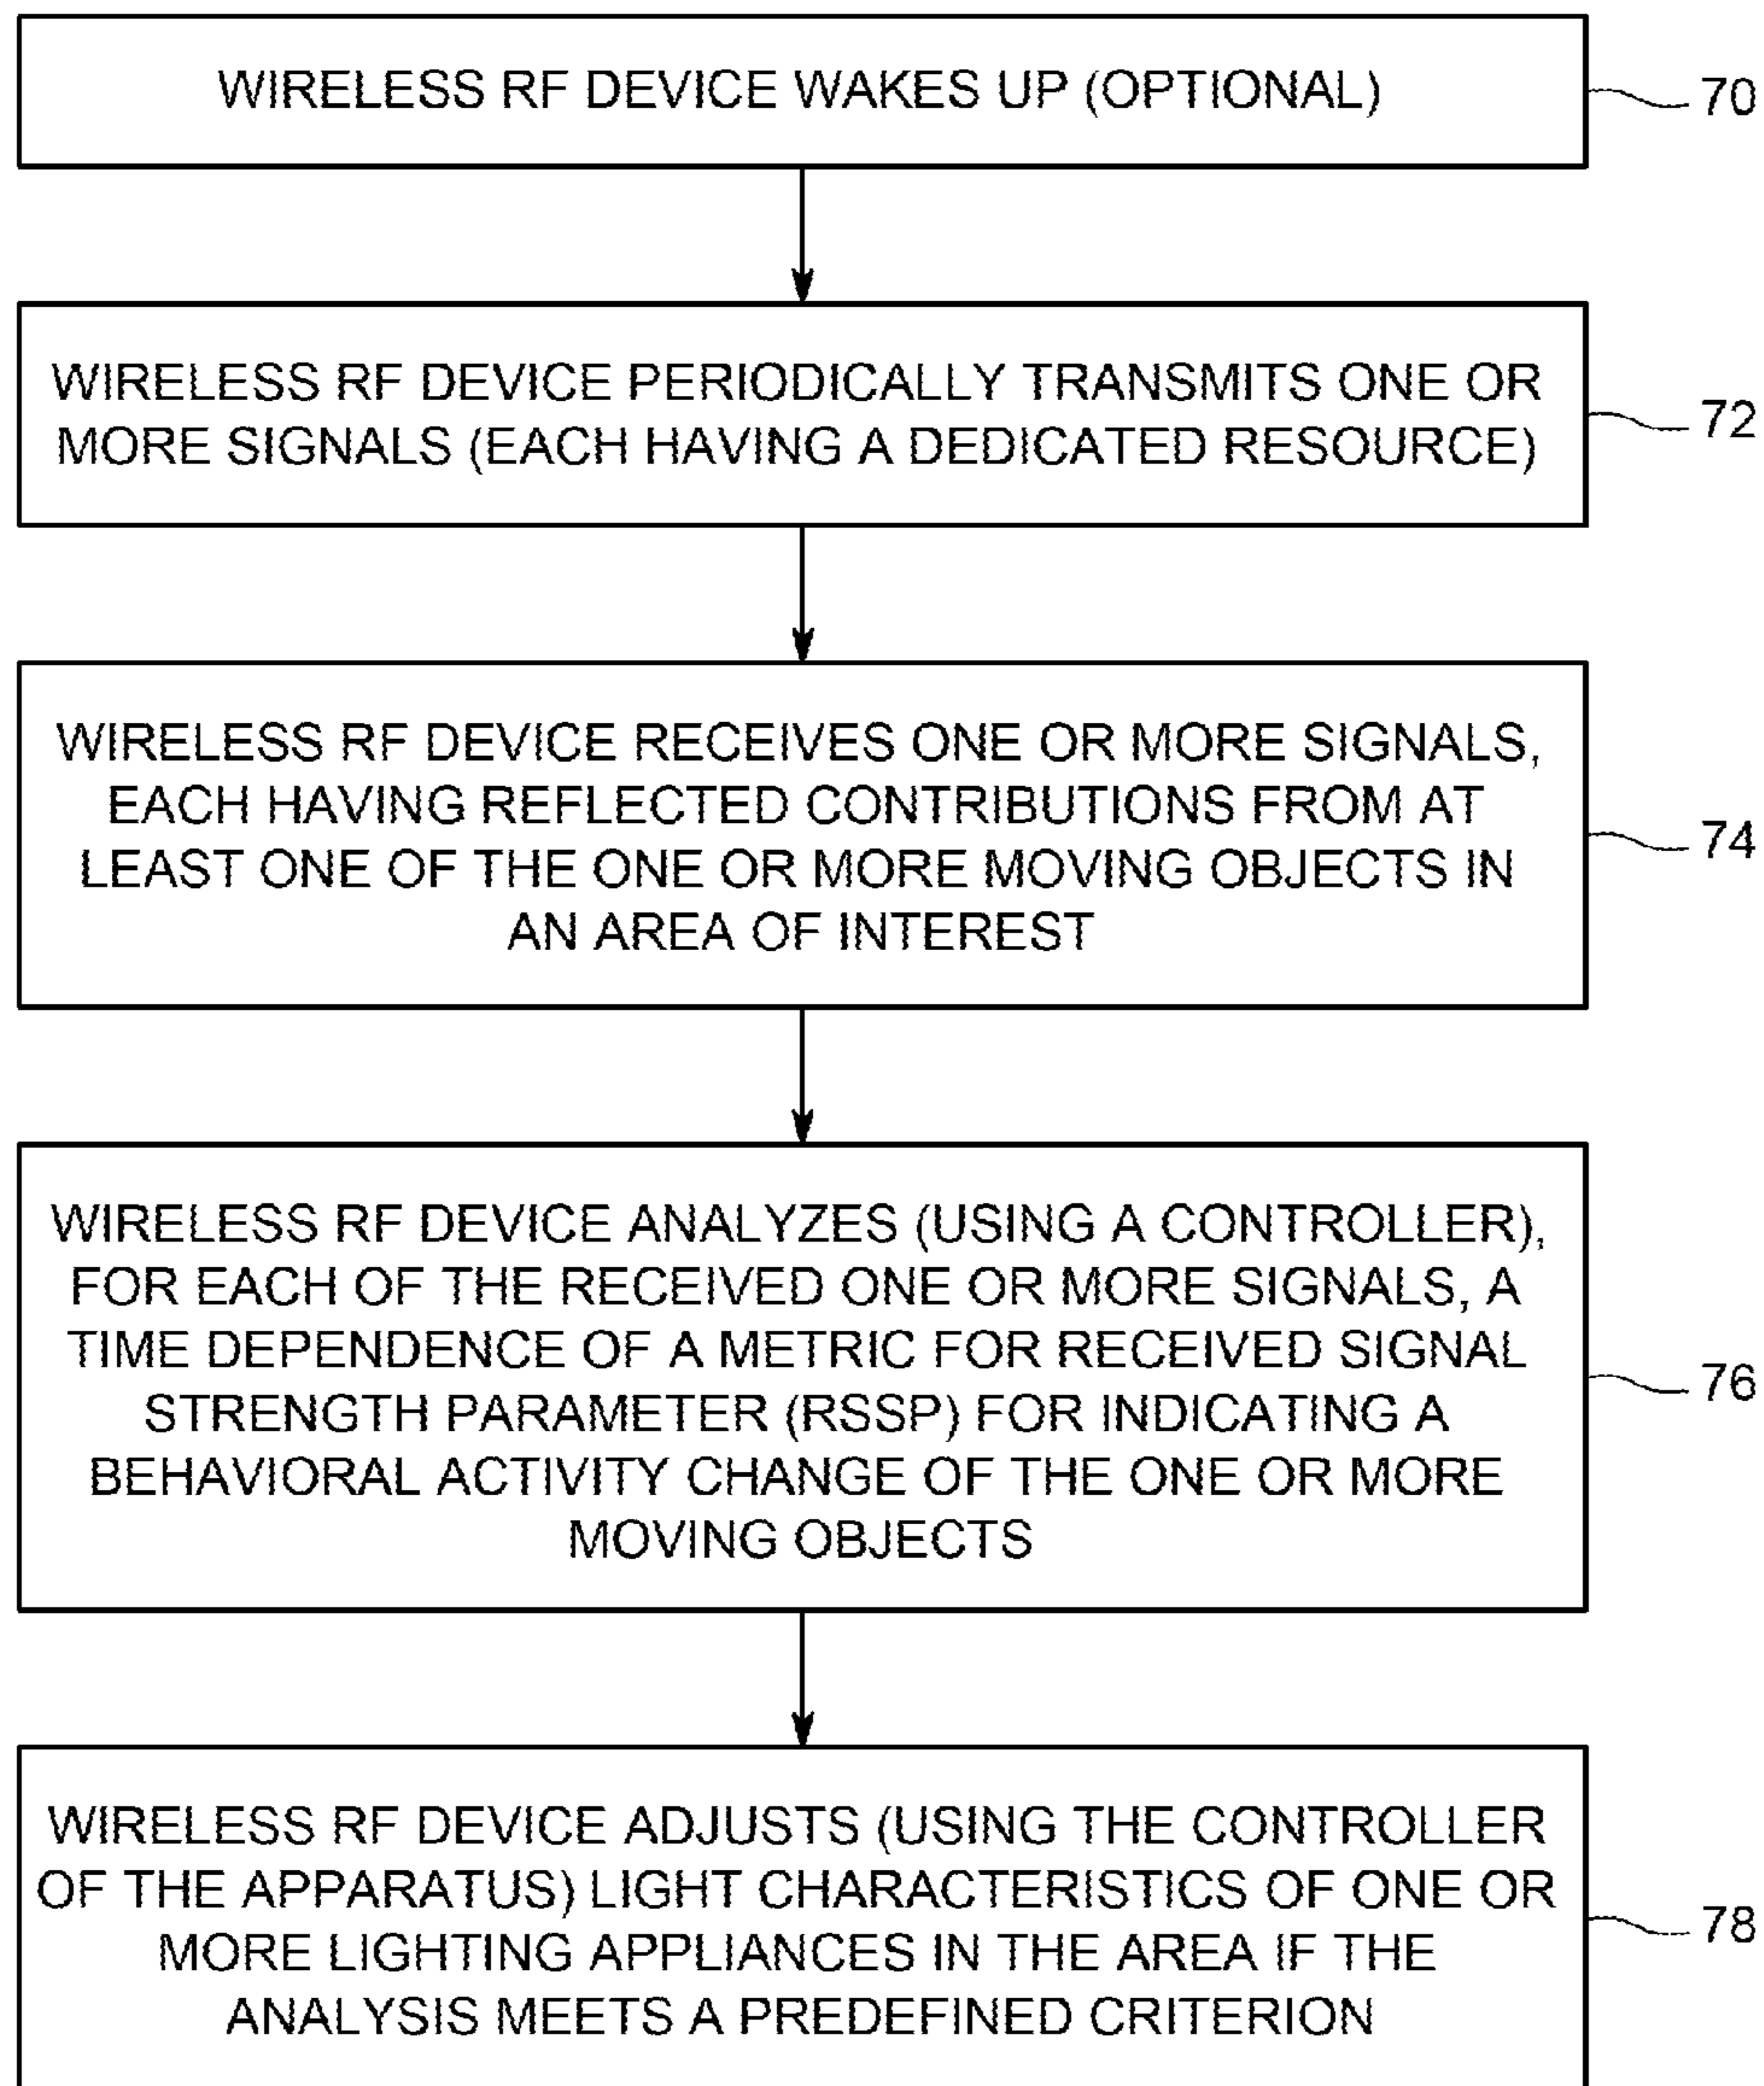 WIRELESS RF DEVICE WAKES UP (OPTIONAL)
70
WIRELESS RF DEVICE PERIODICALLY TRANSMITS ONE OR
MORE SIGNALS (EACH HAVING A DEDICATED RESOURCE)
72
WIRELESS RF DEVICE RECEIVES ONE OR MORE SIGNALS,
EACH HAVING REFLECTED CONTRIBUTIONS FROM AT
LEAST ONE OF THE ONE OR MORE MOVING OBJECTS IN
AN AREA OF INTEREST
74
WIRELESS RF DEVICE ANALYZES (USING A CONTROLLER),
FOR EACH OF THE RECEIVED ONE OR MORE SIGNALS, A
TIME DEPENDENCE OF A METRIC FOR RECEIVED SIGNAL
STRENGTH PARAMETER (RSSP) FOR INDICATING A
BEHAVIORAL ACTIVITY CHANGE OF THE ONE OR MORE
MOVING OBJECTS
76
WIRELESS RF DEVICE ADJUSTS (USING THE CONTROLLER
OF THE APPARATUS) LIGHT CHARACTERISTICS OF ONE OR
MORE LIGHTING APPLIANCES IN THE AREA IF THE
ANALYSIS MEETS A PREDEFINED CRITERION
78